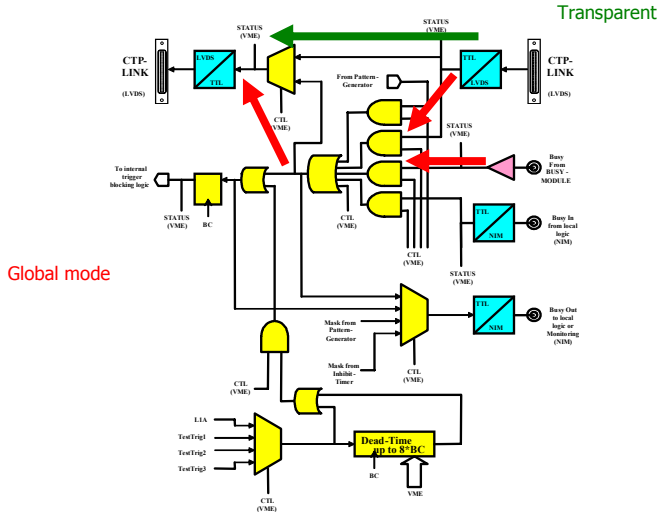 Transparent
STATUS
(VME)
STATUS
(VME)
CTP-
LINK
(LVDS)
LVDS
TTL
TTL
LVDS
CTP-
LINK
(LVDS)
From Pattern-
Generator
CTL
(VME)
STATUS
(VME)
To internal
trigger
blocking logic
STATUS
(VME)
BC
CTL
(VME)
CTL
(VME)
Busy
From
BUSY -
MODULE
TTL
NIM
Busy In
from local
logic
(NIM)
STATUS
(VME)
Global mode
Mask from
Pattern-
Generator
Mask from
Inhibit-
Timer
CTL
(VME)
TTL
NIM
Busy Out
to local
logic or
Monitoring
(NIM)
CTL
(VME)
L1A
TestTrig1
TestTrig2
TestTrig3
CTL
(VME)
Dead-Time
up to 8*BC
BC
VME